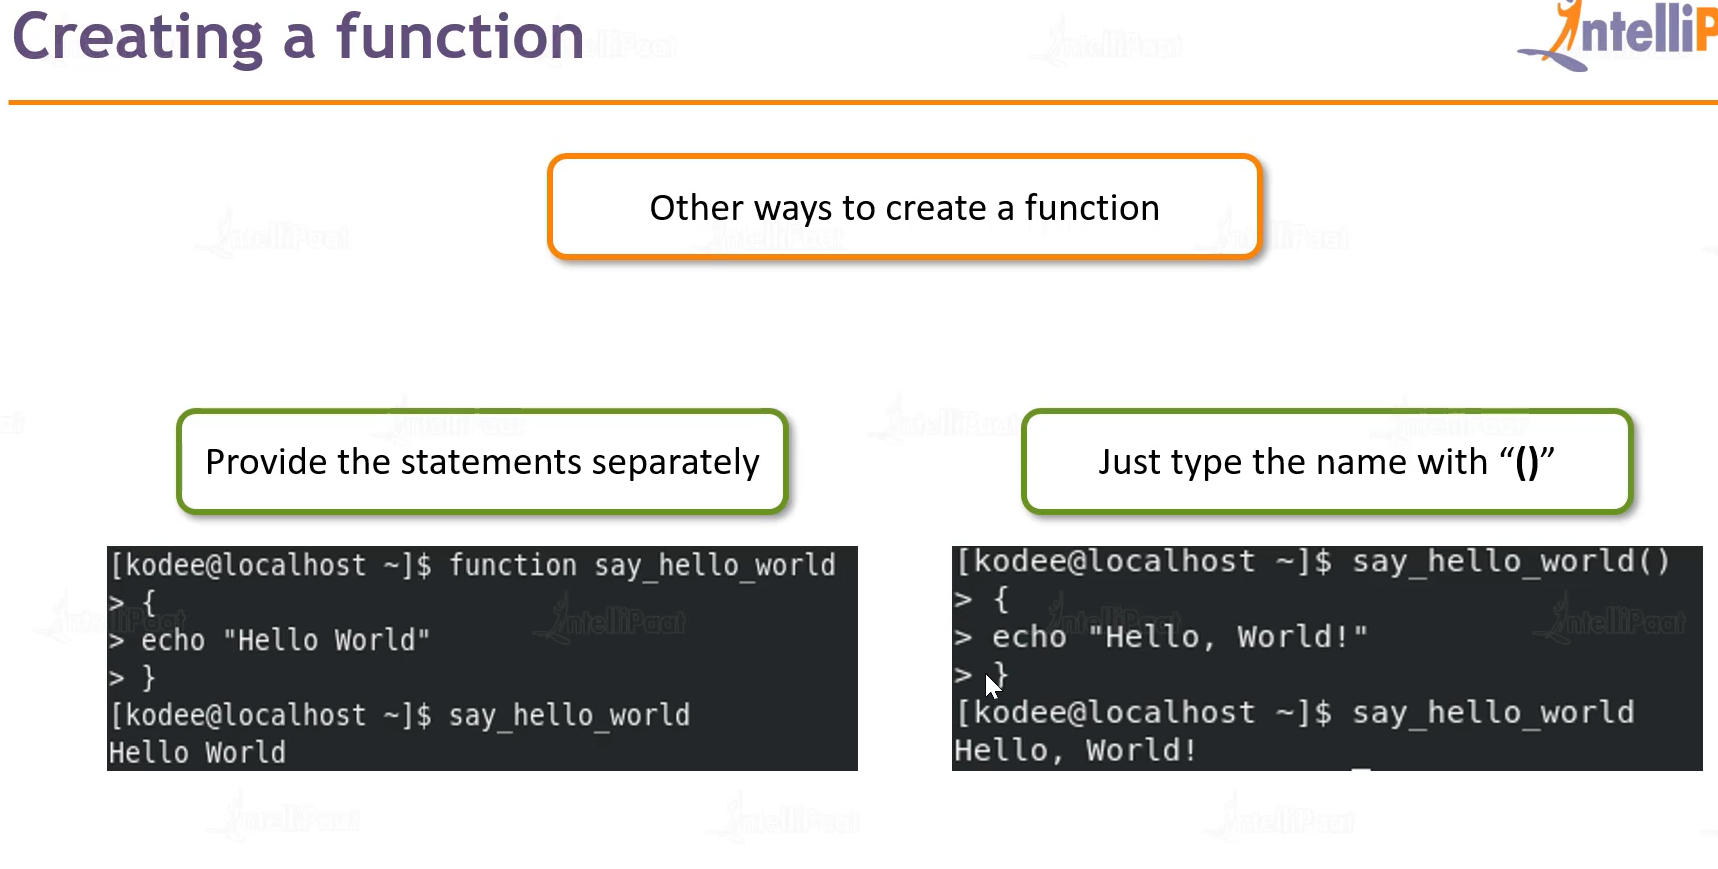 Creating a function
IntelliP
Other ways to create a function
Provide the statements separately
Just type the name with “()”
[kodee@localhost ~]$ function say_hello_world
> {
> echo "Hello World"
> }
[kodee@localhost ~]$ say_hello_world
Hello World
[kodee@localhost ~]$ say_hello_world()
> {
> echo "Hello, World!"
> }
[kodee@localhost ~]$ say_hello_world
Hello, World!